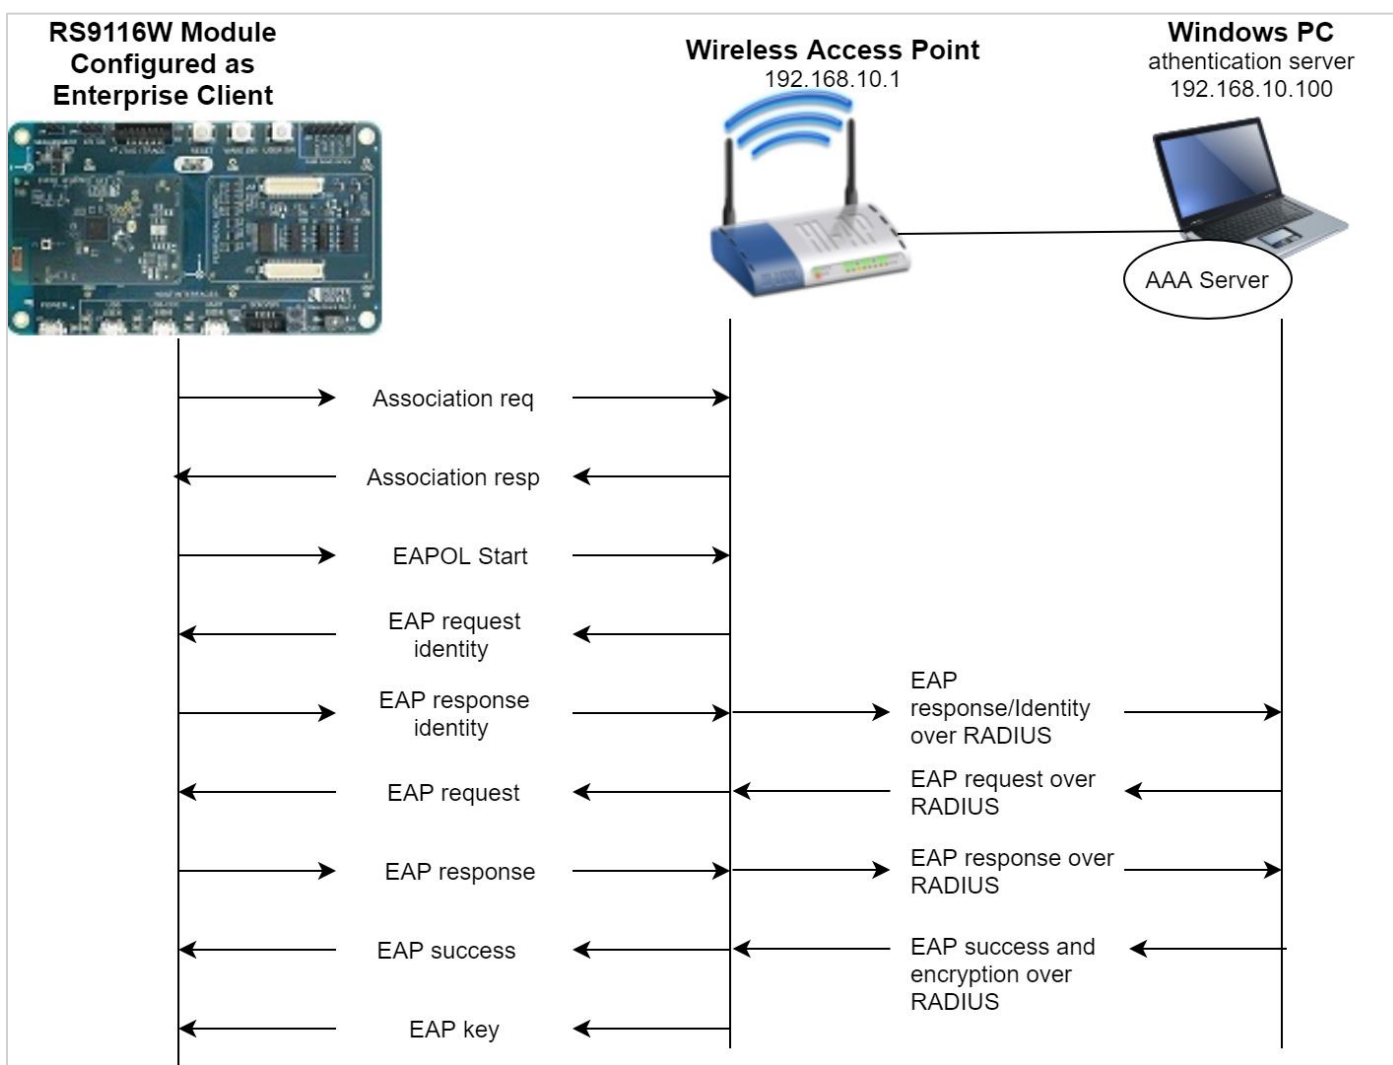 RS9116W Module
Configured as
Enterprise Client
Wireless Access Point
192.168.10.1
Windows PC
athentication server
192.168.10.100
AAA Server
Association req
Association resp
EAPOL Start
EAP request
identity
EAP response
identity
EAP
response/Identity
over RADIUS
EAP request
EAP request over
RADIUS
EAP response
EAP response over
RADIUS
EAP success
EAP success and
encryption over
RADIUS
EAP key